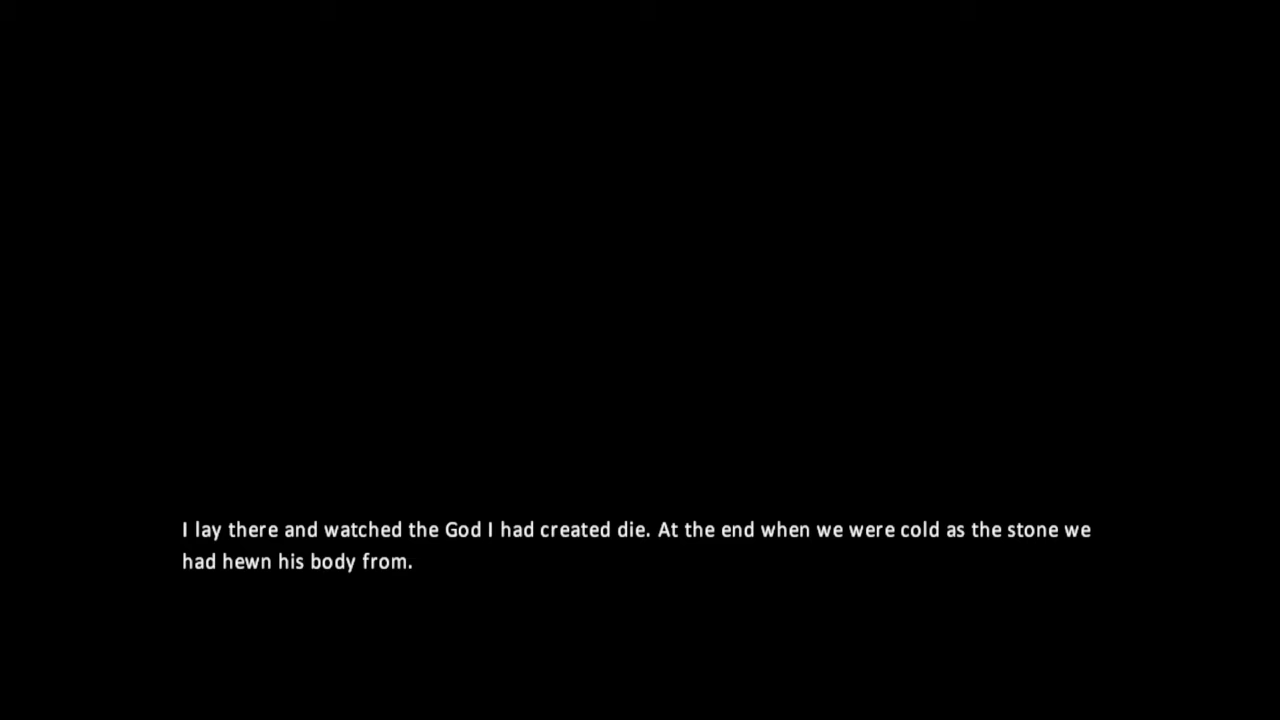 I lay there and watched the God I had created die. At the end when we were cold as the stone we
had hewn his body from.